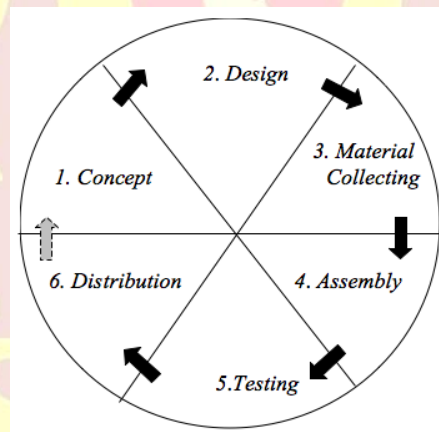 2. Design
3. Material
Collecting
1. Concept
6. Distribution
4. Assembly
5.Testing